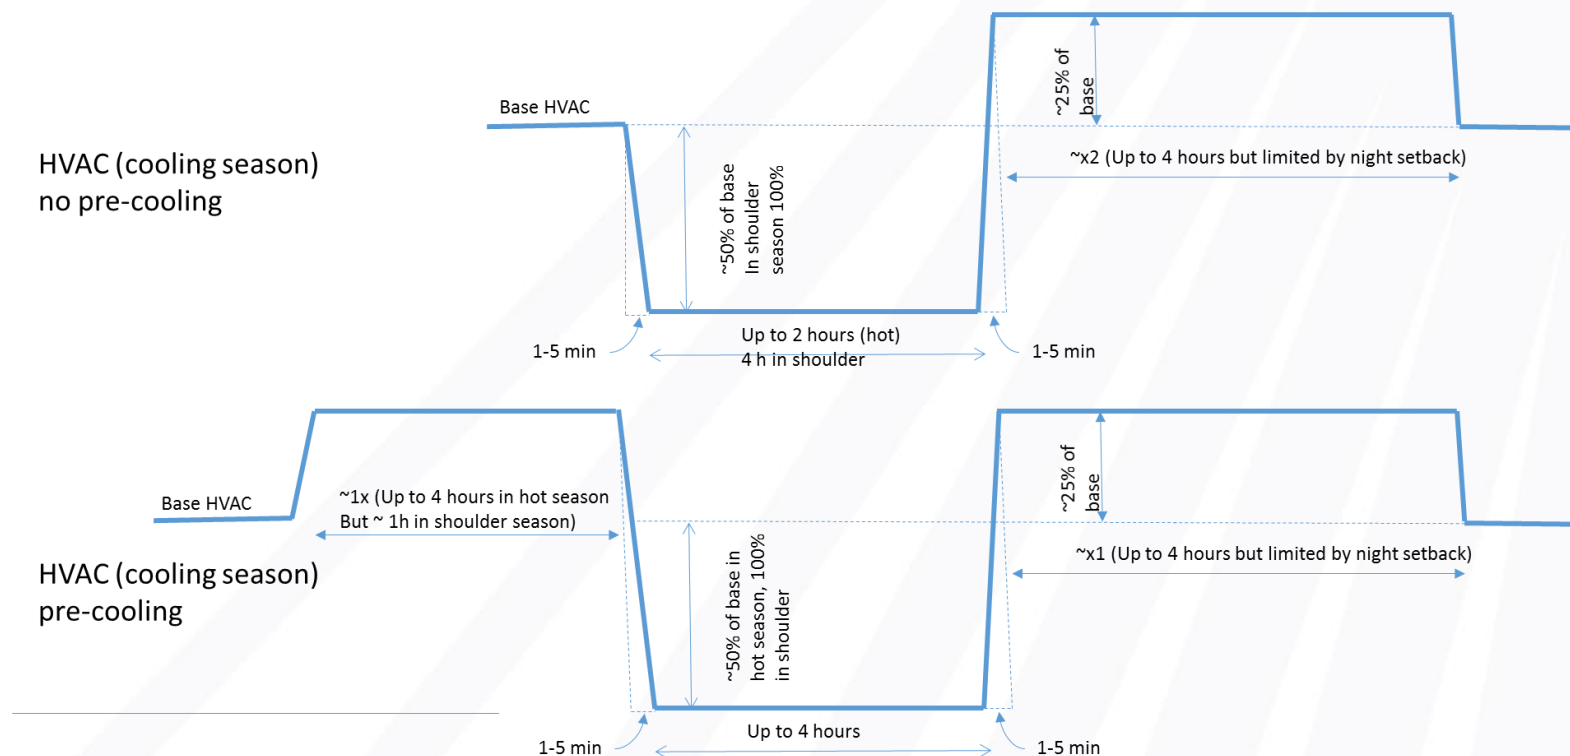 Base HVAC
~25% of
base
HVAC (cooling season)
no pre-cooling
~50% of base
In shoulder
season 100%
~x2 (Up to 4 hours but limited by night setback)
1-5 min
Up to 2 hours (hot)
4 h in shoulder
1-5 min
Base HVAC
~1x (Up to 4 hours in hot season
But ~ 1h in shoulder season)
~25% of
base
HVAC (cooling season)
pre-cooling
~50% of base in
hot season, 100%
in shoulder
~x1 (Up to 4 hours but limited by night setback)
1-5 min
Up to 4 hours
1-5 min